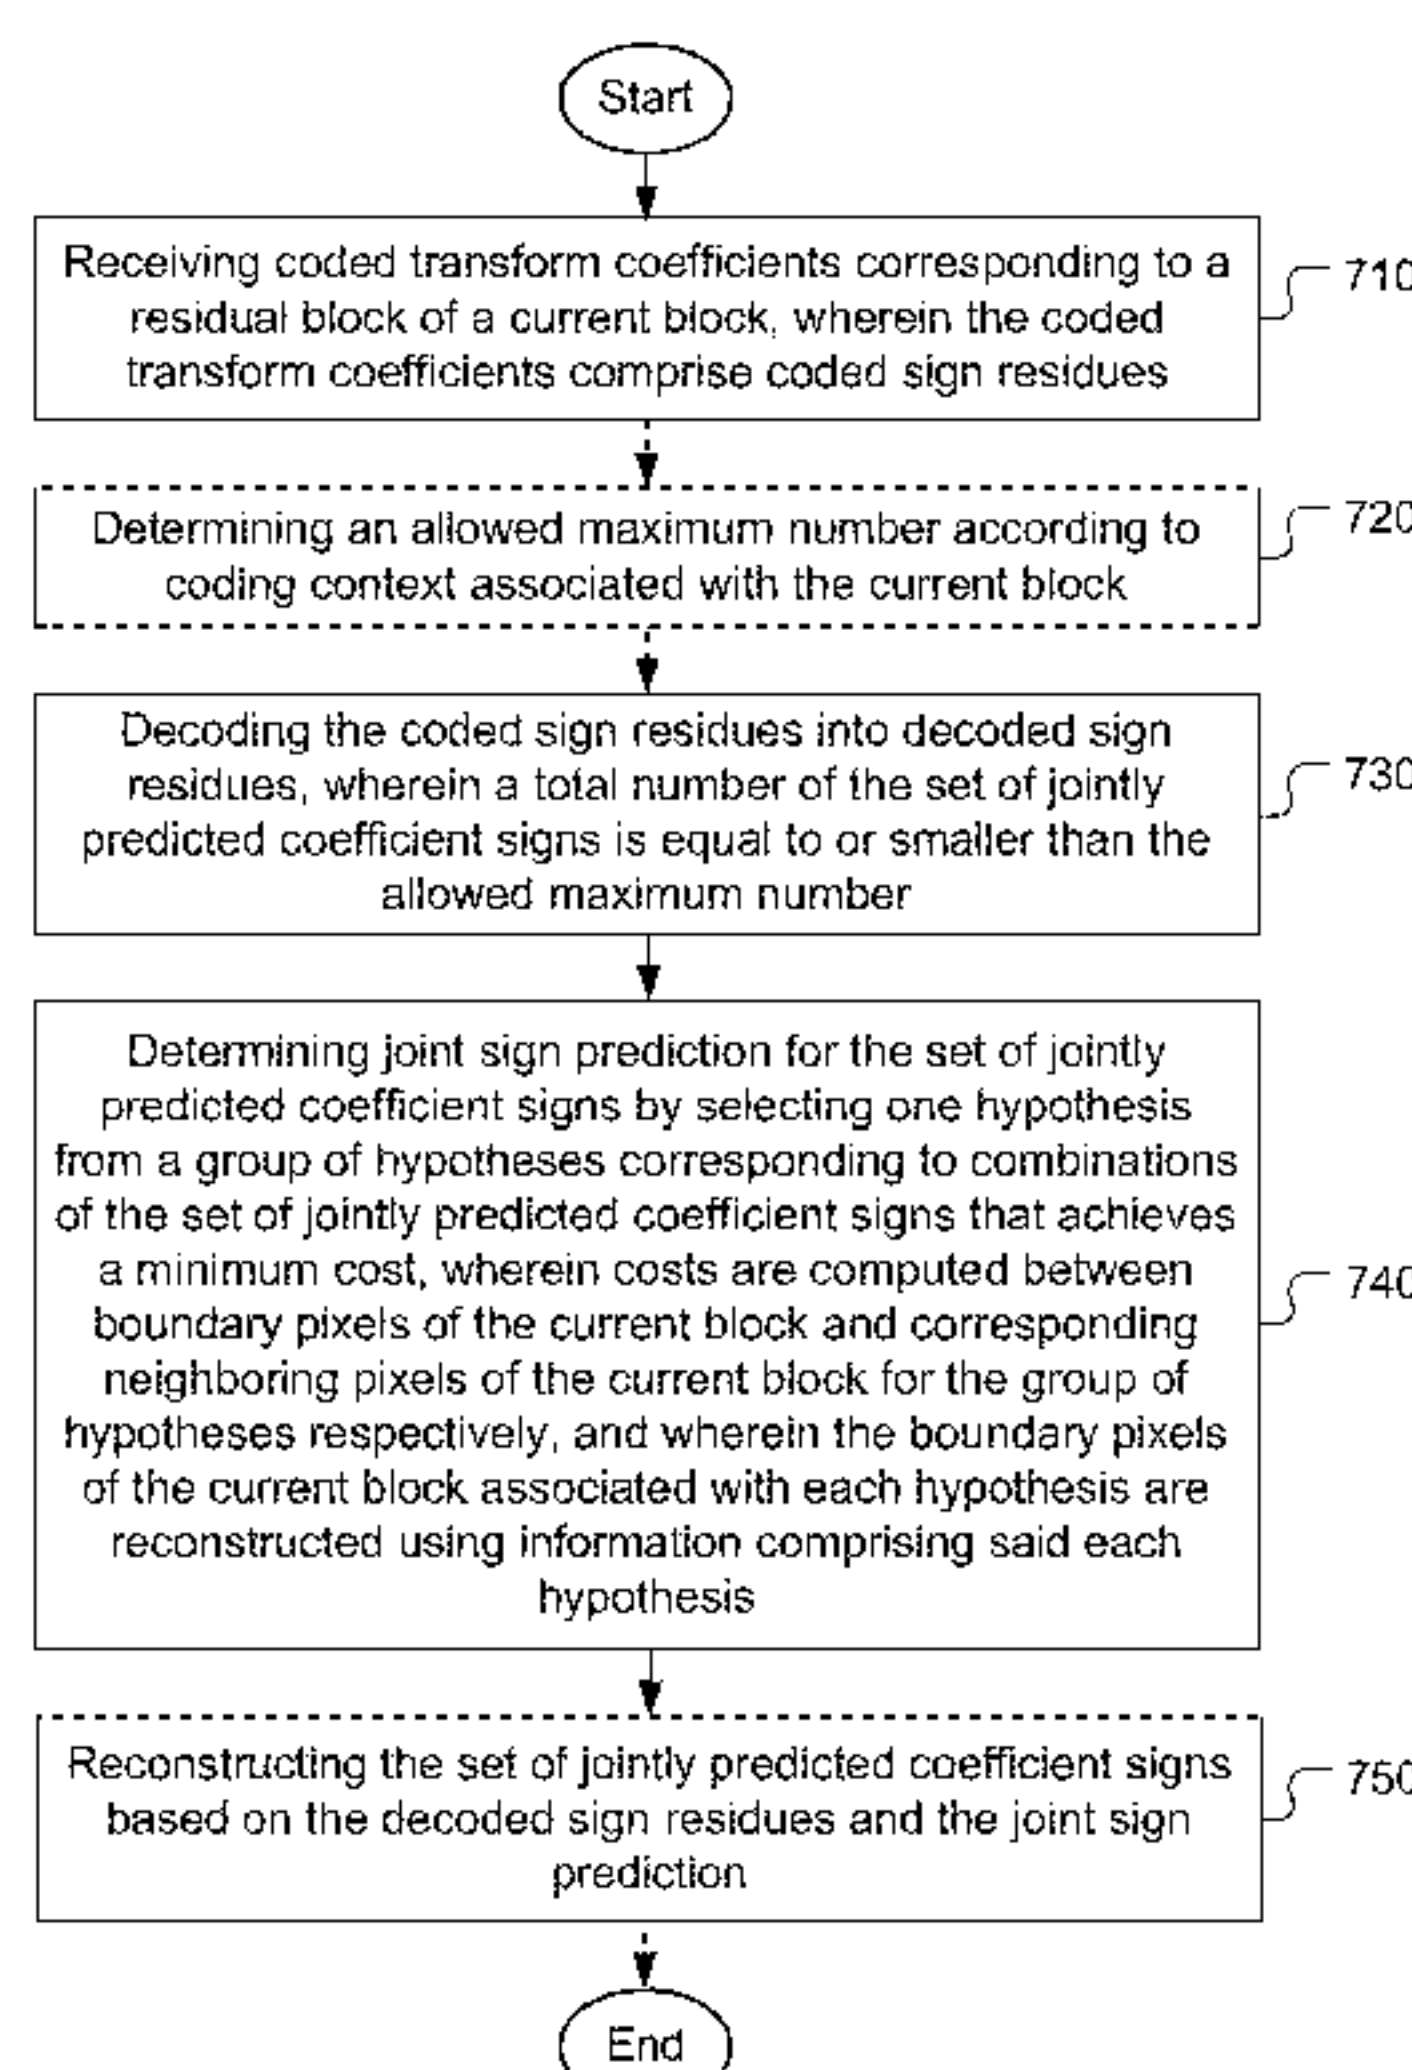 Start
Receiving coded transform coefficients corresponding to a
residual block of a current block, wherein the coded
transform coefficients comprise coded sign residues
710
Determining an allowed maximum number according to
coding context associated with the current block
720
Decoding the coded sign residues into decoded sign
residues, wherein a total number of the set of jointly
predicted coefficient signs is equal to or smaller than the
allowed maximum number
730
Determining joint sign prediction for the set of jointly
predicted coefficient signs by selecting one hypothesis
from a group of hypotheses corresponding to combinations
of the set of jointly predicted coefficient signs that achieves
a minimum cost, wherein costs are computed between
boundary pixels of the current block and corresponding
neighboring pixels of the current block for the group of
hypotheses respectively, and wherein the boundary pixels
of the current block associated with each hypothesis are
reconstructed using information comprising said each
hypothesis
740
Reconstructing the set of jointly predicted coefficient signs
based on the decoded sign residues and the joint sign
prediction
750
End